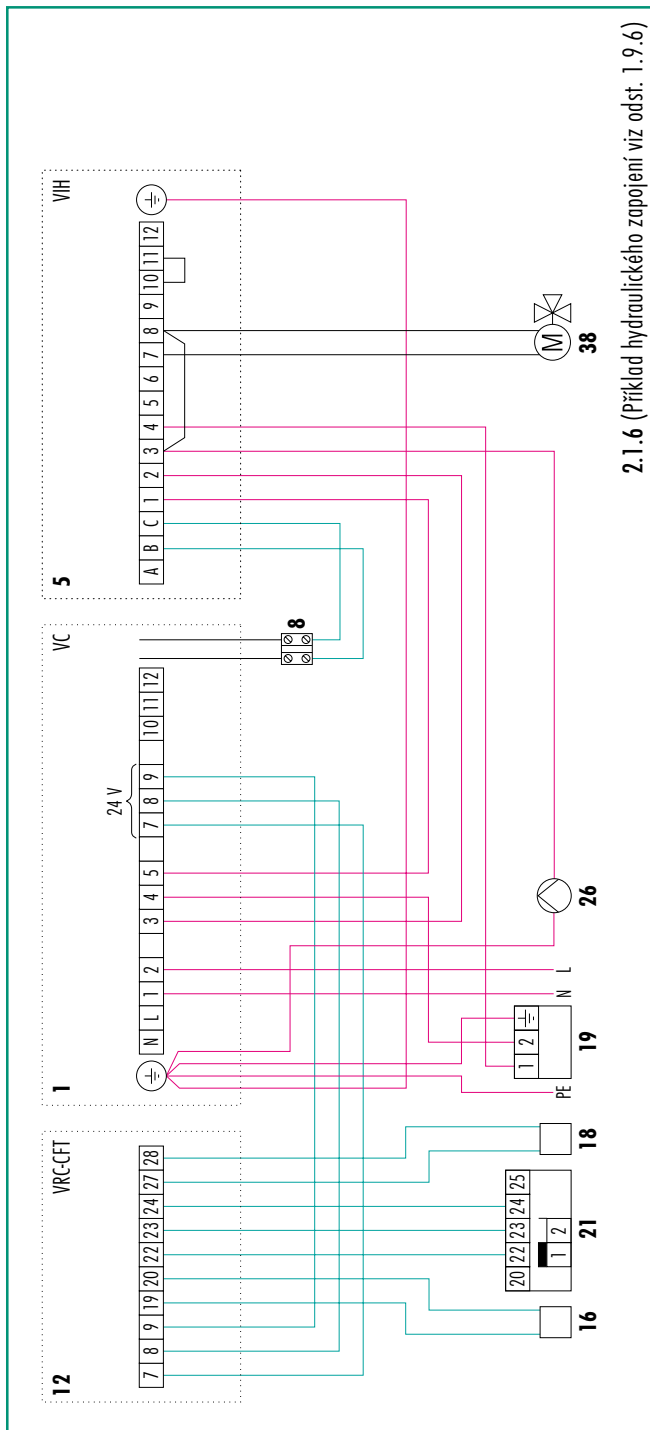 VRC-CFT
12
7 8 9 19 20 22 23 24 27 28
16
20 22 23 24 25
1 2
21
18
VC
1
24 V
N L 1 2 3 4 5 7 8 9 10 11 12
8
PE
1 2
19
N
L
26
VIH
5
A B C 1 2 3 4 5 6 7 8 9 10 11 12
M
38
2.1.6 (Příklad hydraulického zapojení viz odst. 1.9.6)